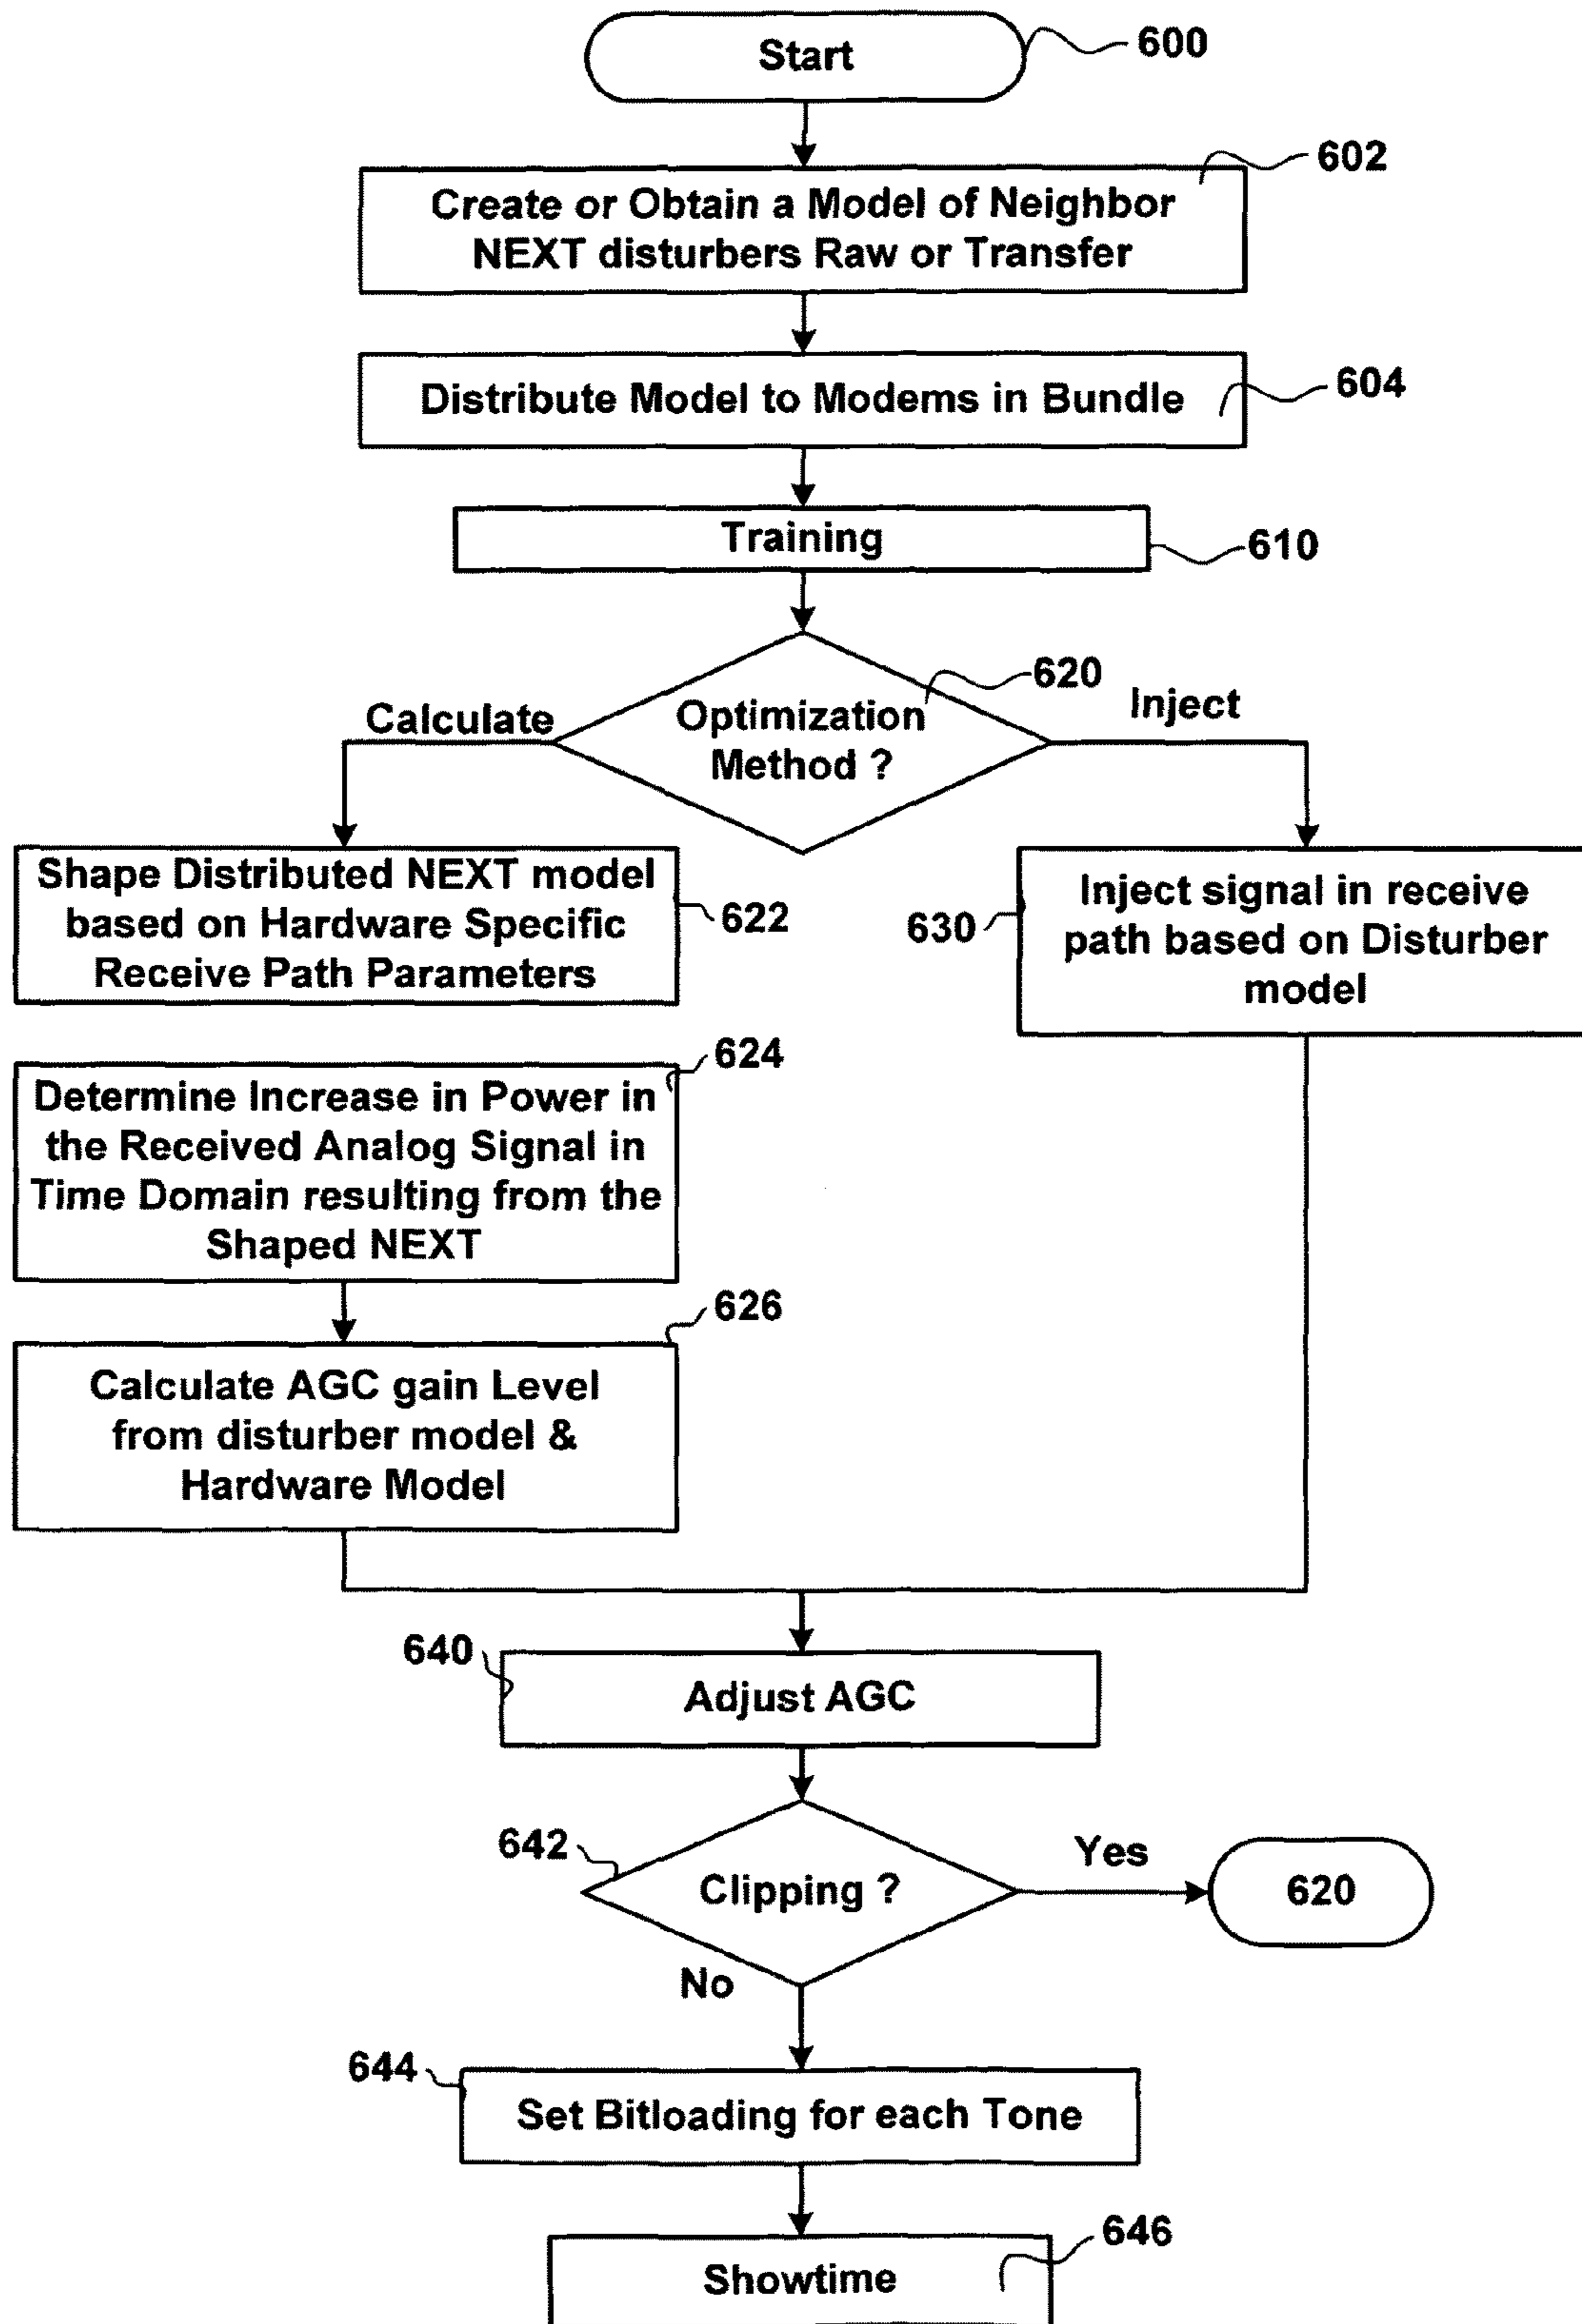 Start
600
602
Create or Obtain a Model of Neighbor
NEXT disturbers Raw or Transfer
Distribute Model to Modems in Bundle
604
Training
610
620
Optimization
Method ?
Calculate
Inject
Shape Distributed NEXT model
based on Hardware Specific
Receive Path Parameters
622
630
Inject signal in receive
path based on Disturber
model
624
Determine Increase in Power in
the Received Analog Signal in
Time Domain resulting from the
Shaped NEXT
626
Calculate AGC gain Level
from disturber model &
Hardware Model
640
Adjust AGC
642
Clipping ?
Yes
620
No
644
Set Bitloading for each Tone
646
Showtime